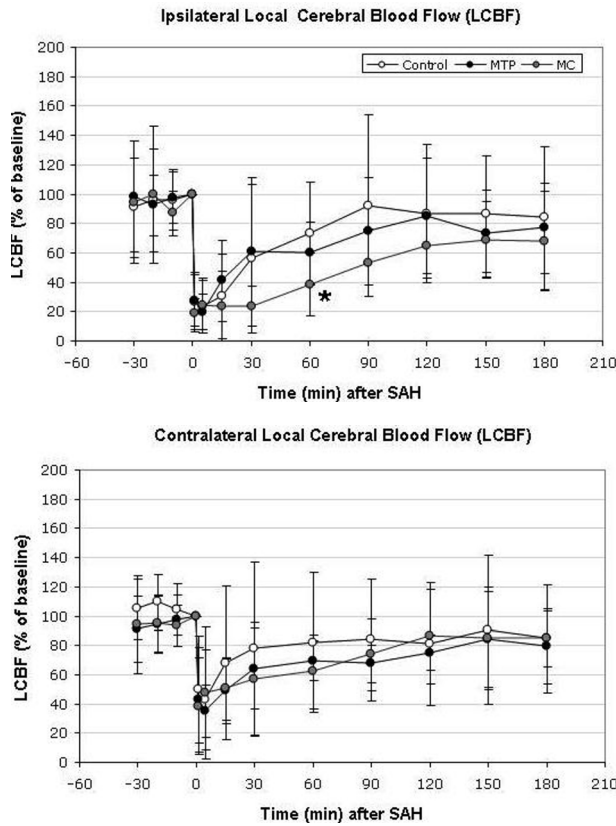 Ipsilateral Local Cerebral Blood Flow (LCBF)
Control MTP MC
LCBF (% of baseline)
200
180
160
140
120
100
80
60
40
20
0
*
−60 −30 0 30 60 90 120 150 180 210
Time (min) after SAH
Contralateral Local Cerebral Blood Flow (LCBF)
LCBF (% of baseline)
200
180
160
140
120
100
80
60
40
20
0
−60 −30 0 30 60 90 120 150 180 210
Time (min) after SAH